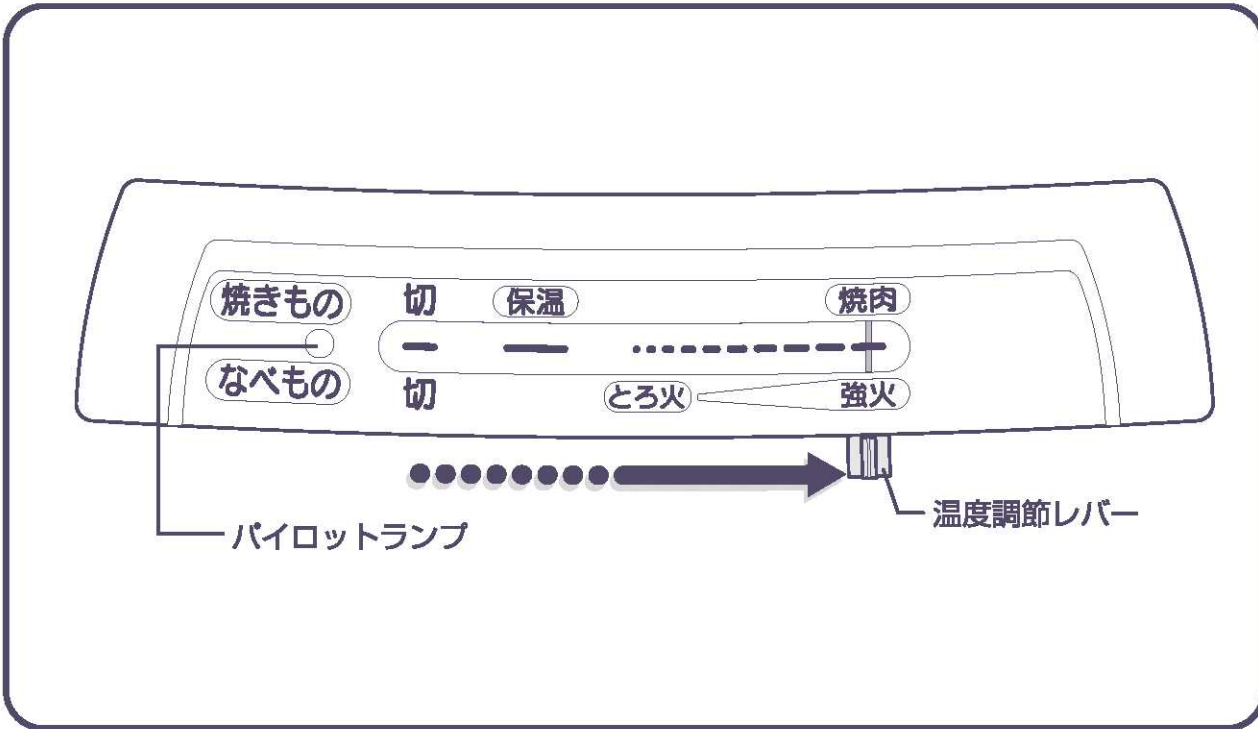 焼きもの 切 保温 焼肉
なべもの 切 とろ火 強火
パイロットランプ
温度調節レバー